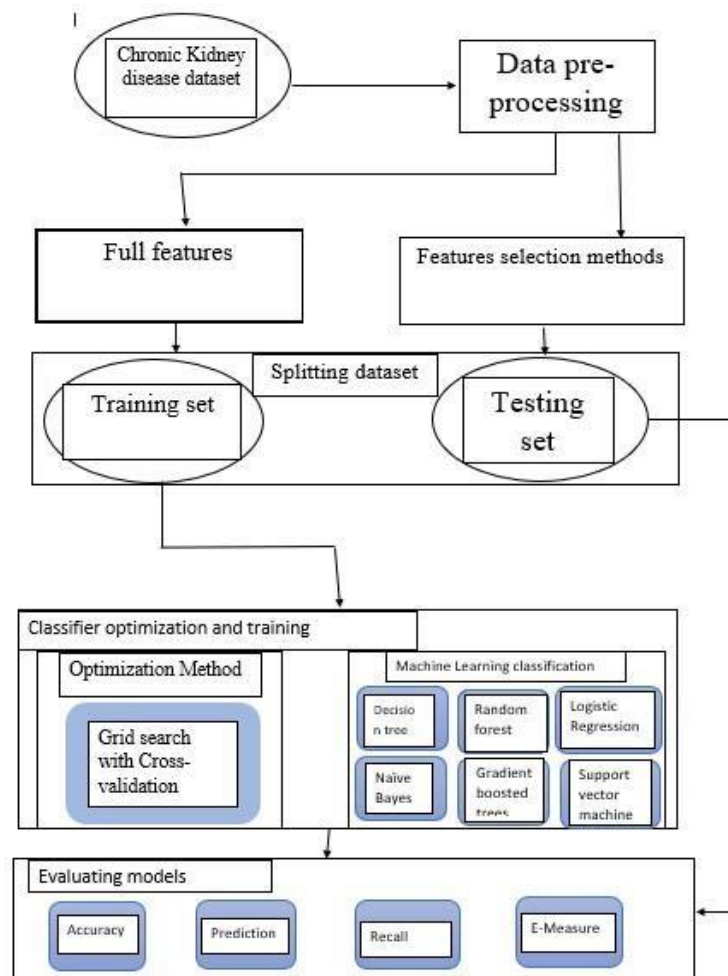 Chronic Kidney
disease dataset
Data pre-
processing
Full features
Features selection methods
Splitting dataset
Training set
Testing
set
Classifier optimization and training
Optimization Method
Machine Learning classification
Grid search
with Cross-
validation
Decisio
n tree
Random
forest
Logistic
Regression
Naïve
Bayes
Gradient
boosted
trees
Support
vector
machine
Evaluating models
Accuracy
Prediction
Recall
E-Measure